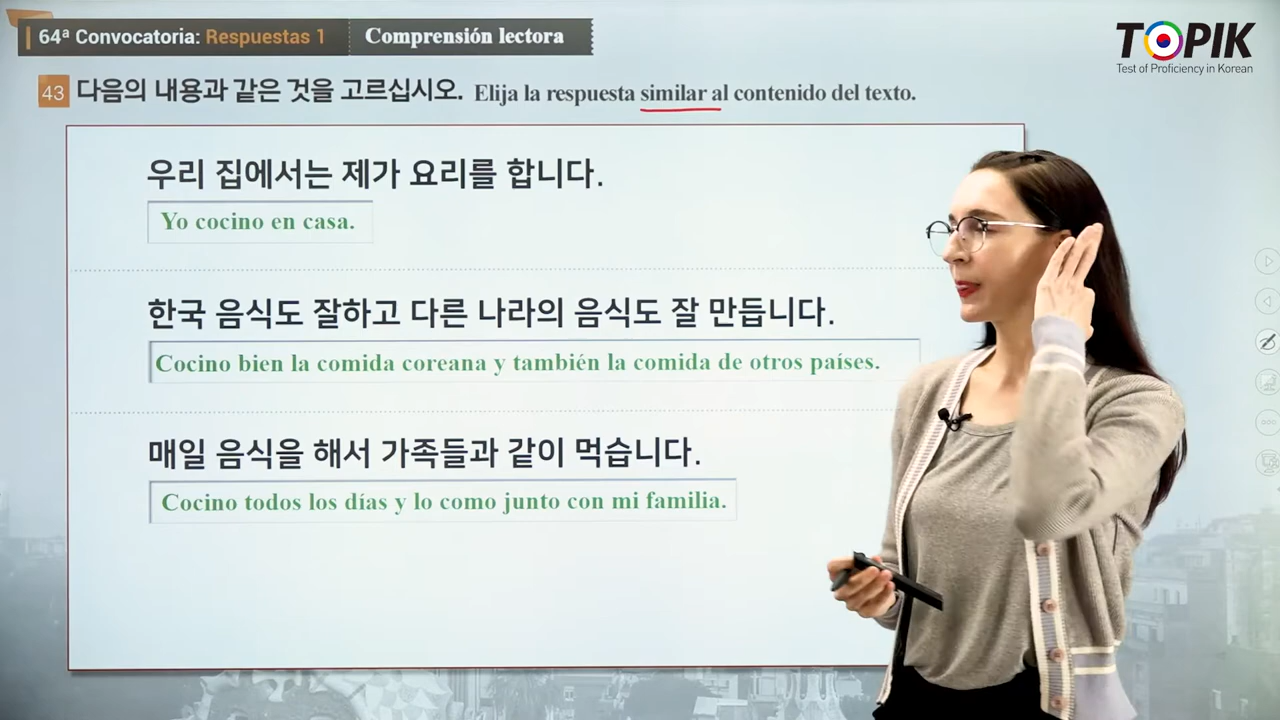 64ª Convocatoria: Respuestas 1 Comprensión lectora
TOPIK
Test of Proficiency in Korean
43 다음의 내용과 같은 것을 고르십시오. Elija la respuesta similar al contenido del texto.
우리 집에서는 제가 요리를 합니다.
Yo cocino en casa.
한국 음식도 잘하고 다른 나라의 음식도 잘 만듭니다.
Cocino bien la comida coreana y también la comida de otros países.
매일 음식을 해서 가족들과 같이 먹습니다.
Cocino todos los días y lo como junto con mi familia.